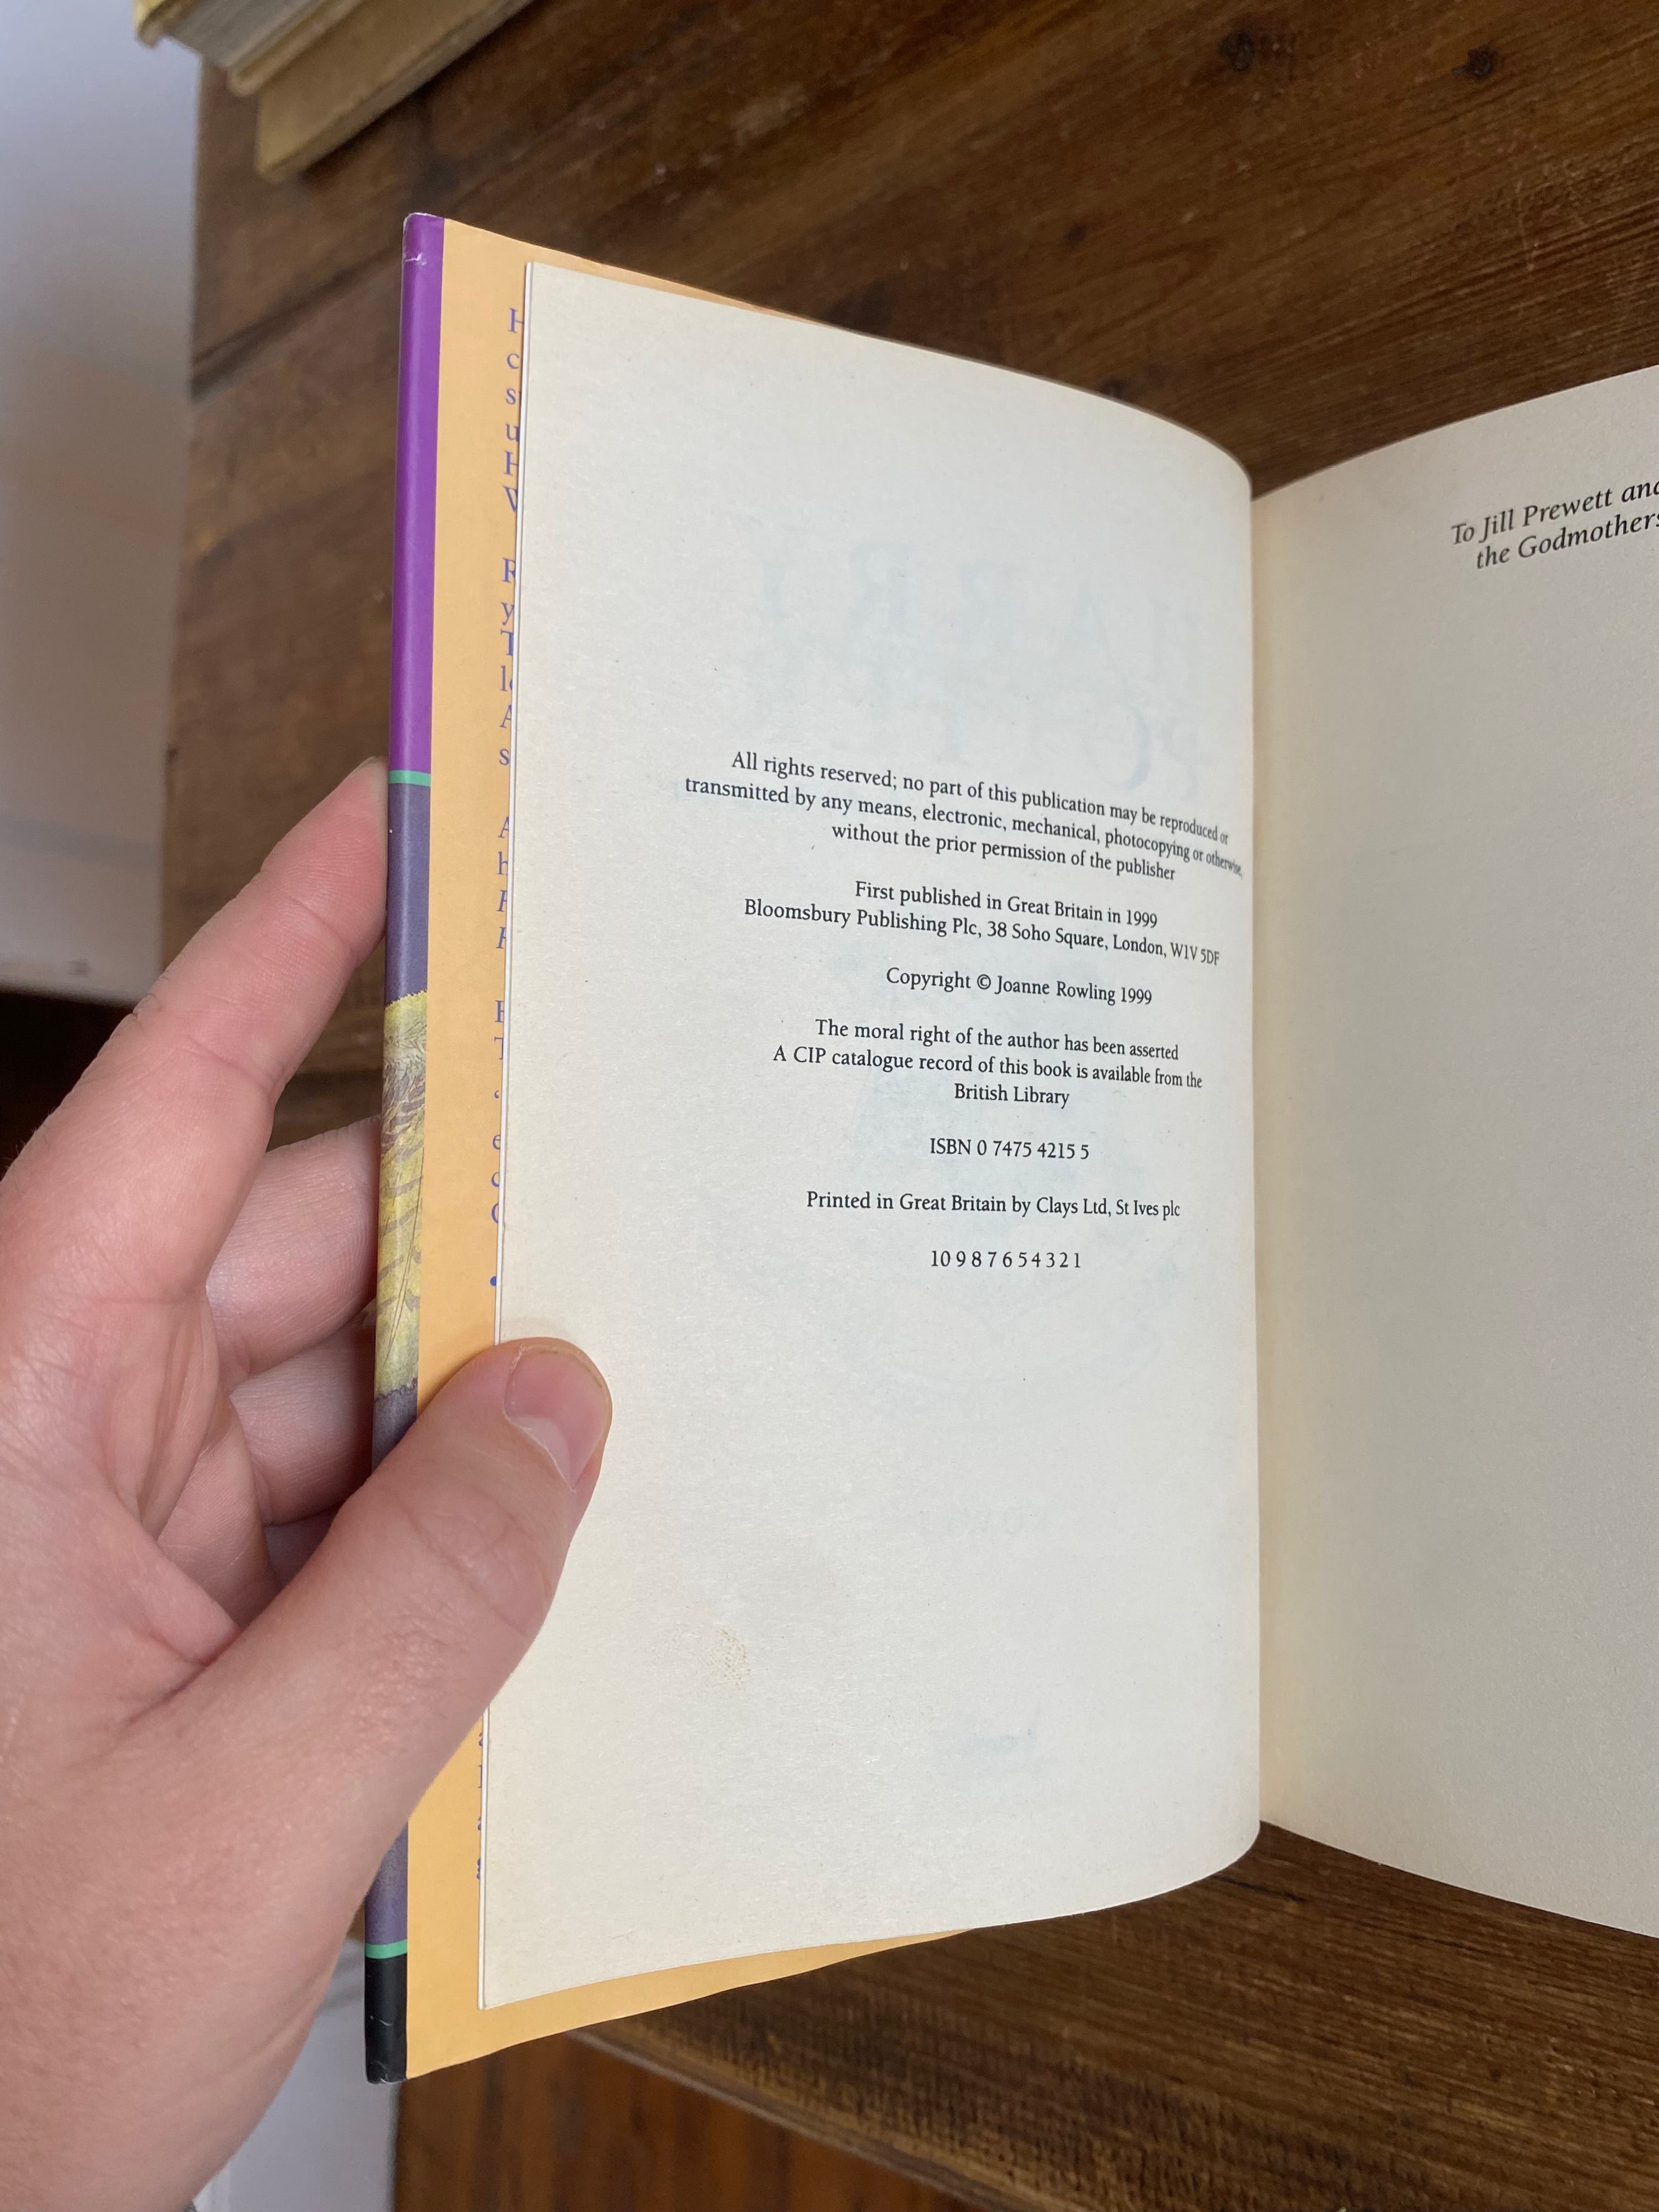 All rights reserved; no part of this publication may be reproduced or
transmitted by any means, electronic, mechanical, photocopying or otherwise,
without the prior permission of the publisher
First published in Great Britain in 1999
Bloomsbury Publishing Plc, 38 Soho Square, London, W1V 5DF
Copyright © Joanne Rowling 1999
The moral right of the author has been asserted
A CIP catalogue record of this book is available from the
British Library
ISBN 0 7475 4215 5
Printed in Great Britain by Clays Ltd, St Ives plc
10 9 8 7 6 5 4 3 2 1
To Jill Prewett and
the Godmothers